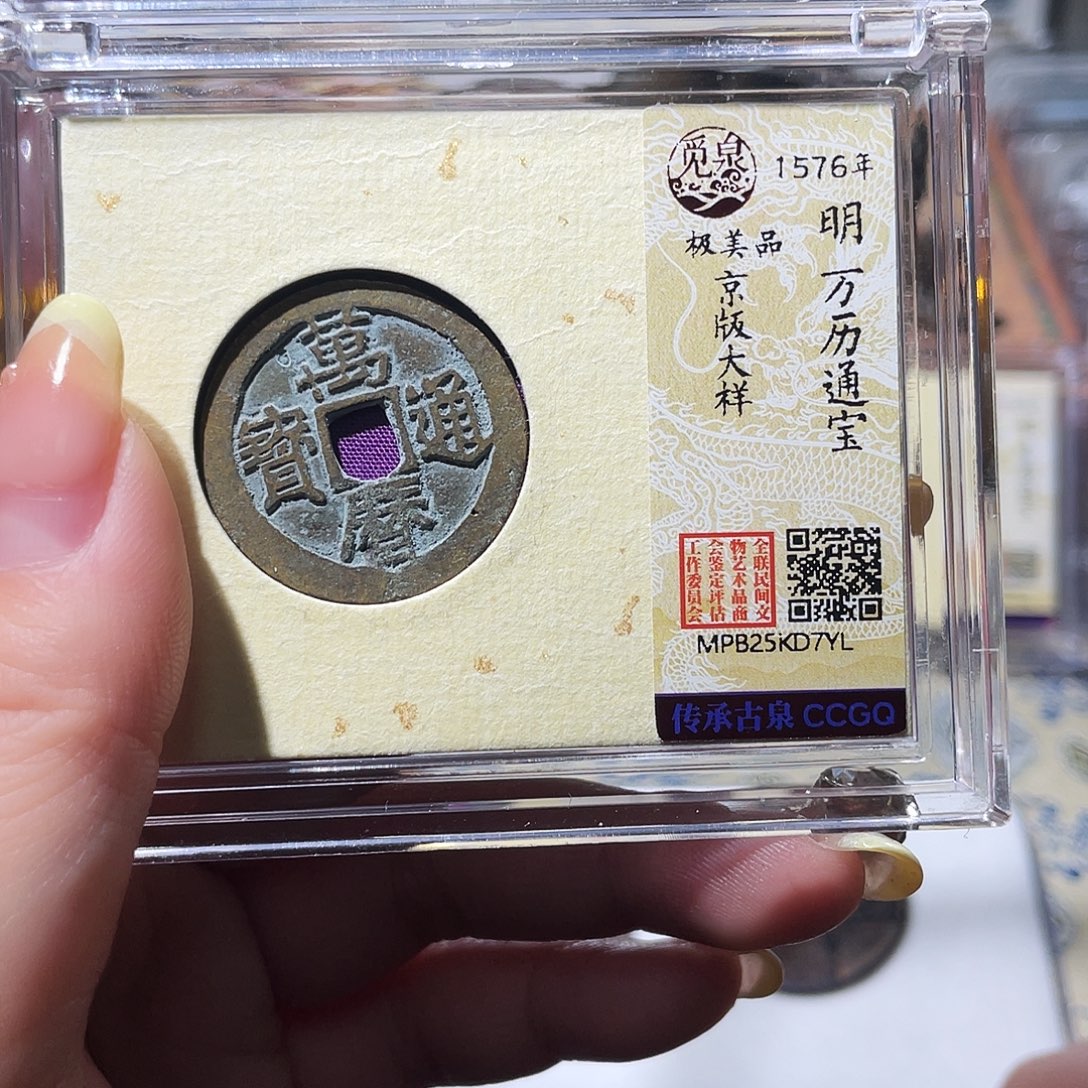 萬曆通寶
觅泉
1576年
明 万历通宝
极美品
京版大样
全联民间文
物艺术品商
会鉴定评估
工作委员会
MPB25KD7YL
传承古泉 CCGQ